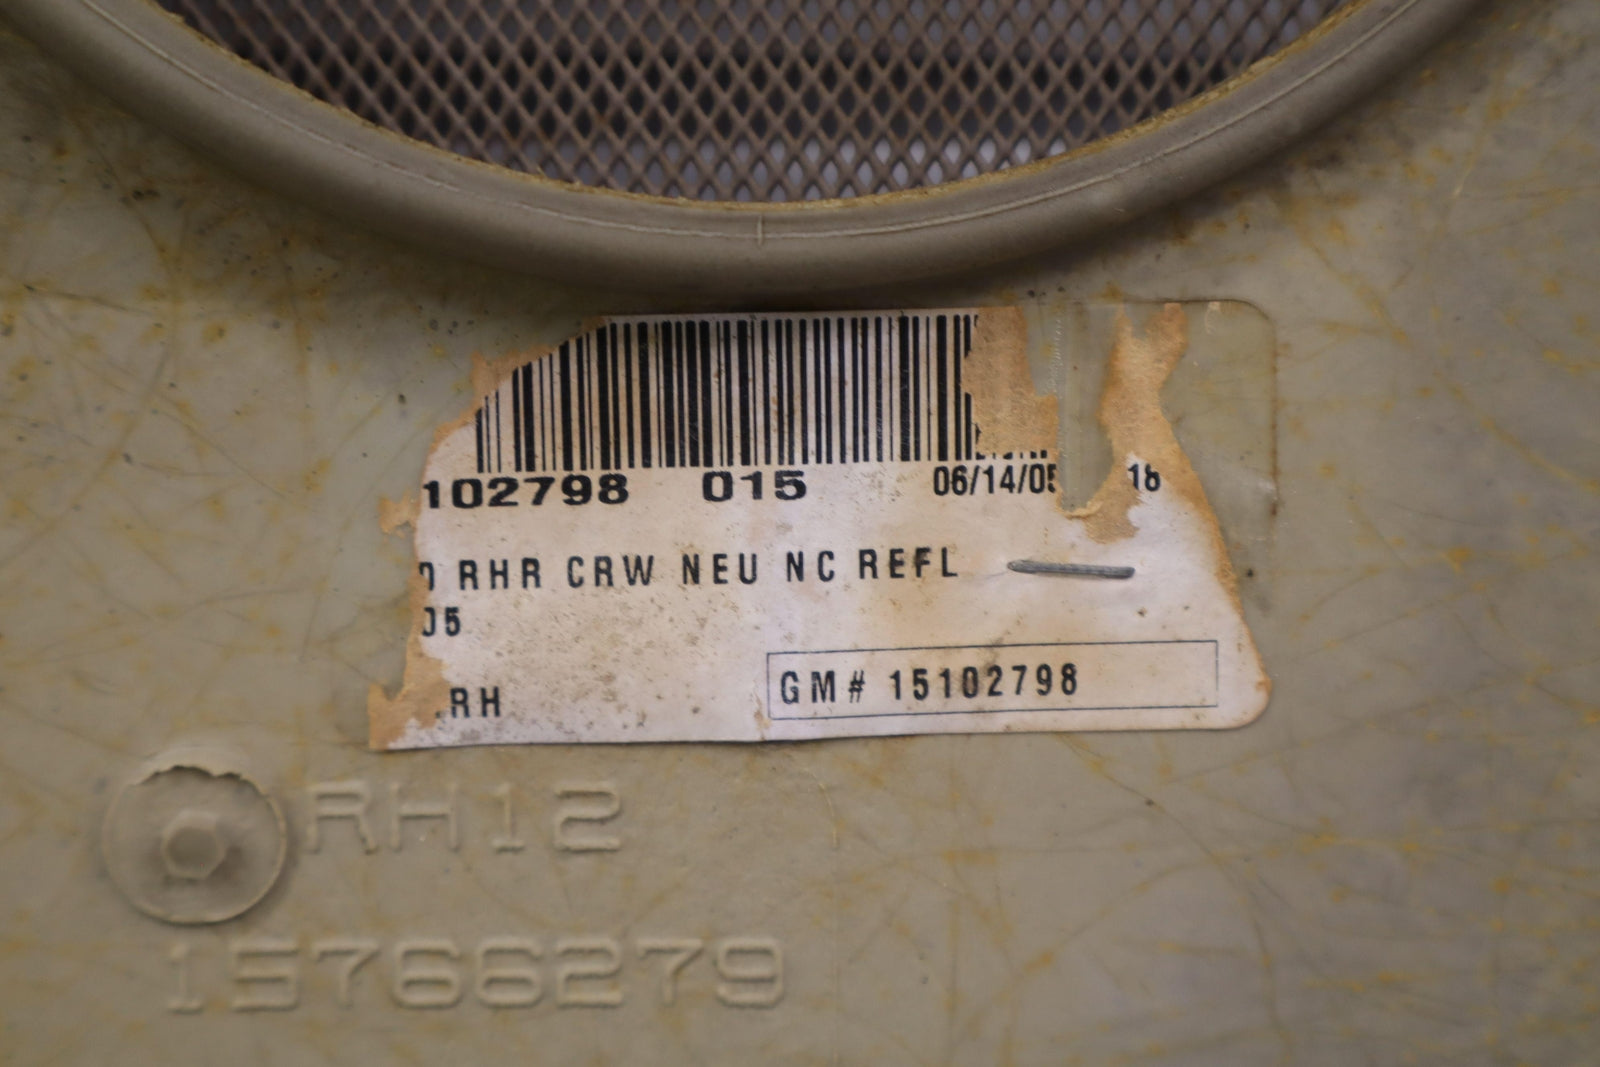 102798 015 06/14/05 18
RHR CRW NEU NC REFL
05
.RH
GM# 15102798
RH12
15766279